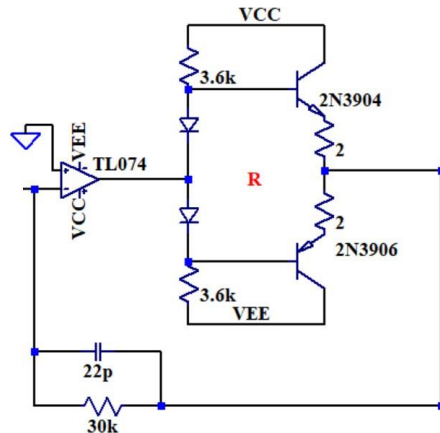 VCC
3.6k
2N3904
VEE
TL074
2
R
VCC
2
2N3906
3.6k
VEE
22p
30k